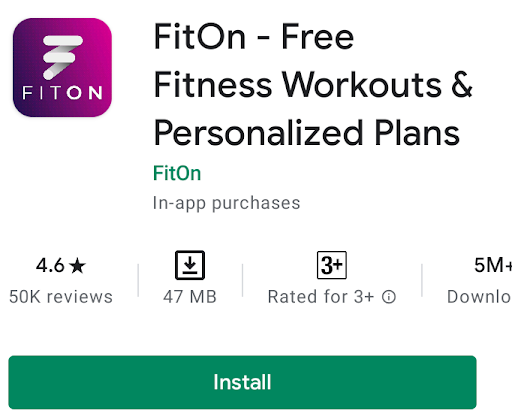 FITON
FitOn - Free
Fitness Workouts &
Personalized Plans
FitOn
In-app purchases
4.6★
3+
5M+
50K reviews
47 MB
Rated for 3+
Downlo
Install